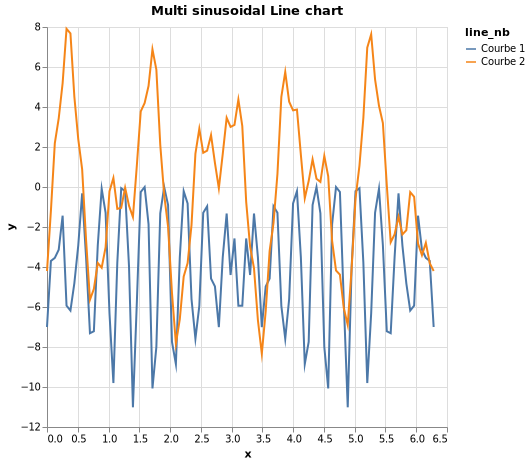 Multi sinusoidal Line chart
line_nb
Courbe 1
Courbe 2
8
6
4
2
0
−2
−4
−6
−8
−10
−12
y
0.0 0.5 1.0 1.5 2.0 2.5 3.0 3.5 4.0 4.5 5.0 5.5 6.0 6.5
x